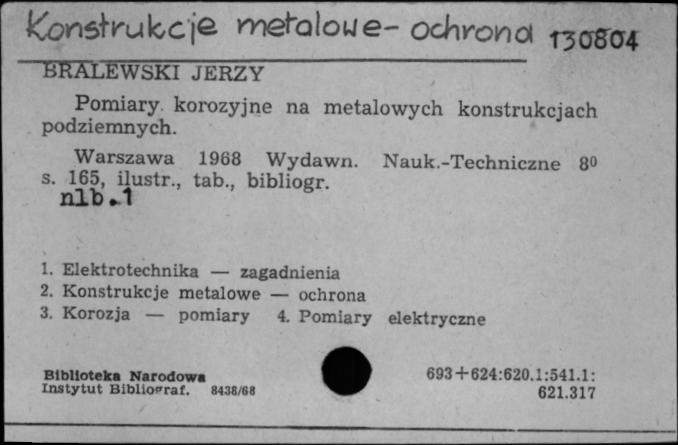 Konstrukcje metalowe - ochrona 130804
BRALEWSKI JERZY
Pomiary korozyjne na metalowych konstrukcjach
podziemnych.
Warszawa 1968 Wydawn. Nauk.-Techniczne 8⁰
s. 165, ilustr., tab., bibliogr.
nlb. 1
1. Elektrotechnika — zagadnienia
2. Konstrukcje metalowe — ochrona
3. Korozja — pomiary 4. Pomiary elektryczne
Biblioteka Narodowa 693+624:620.1:541.1:
Instytut Bibliograf. 8438/68 621.317